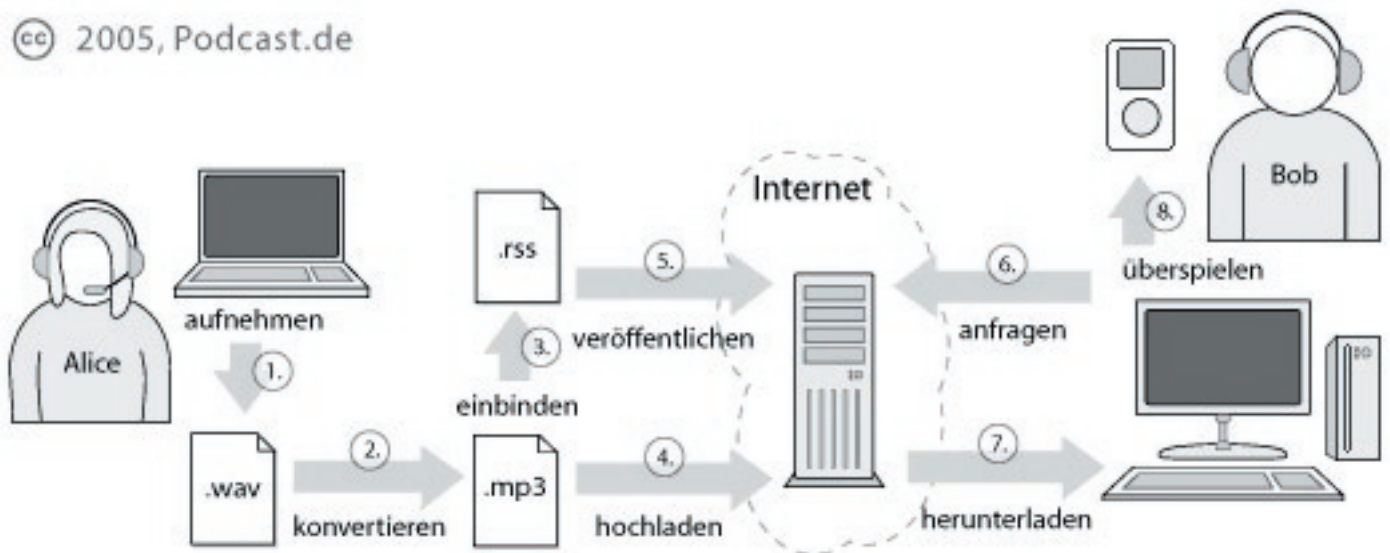 cc 2005, Podcast.de
Alice
aufnehmen
1.
.wav
2.
konvertieren
.mp3
3.
einbinden
.rss
4.
hochladen
5.
veröffentlichen
Internet
6.
anfragen
7.
herunterladen
8.
überspielen
Bob